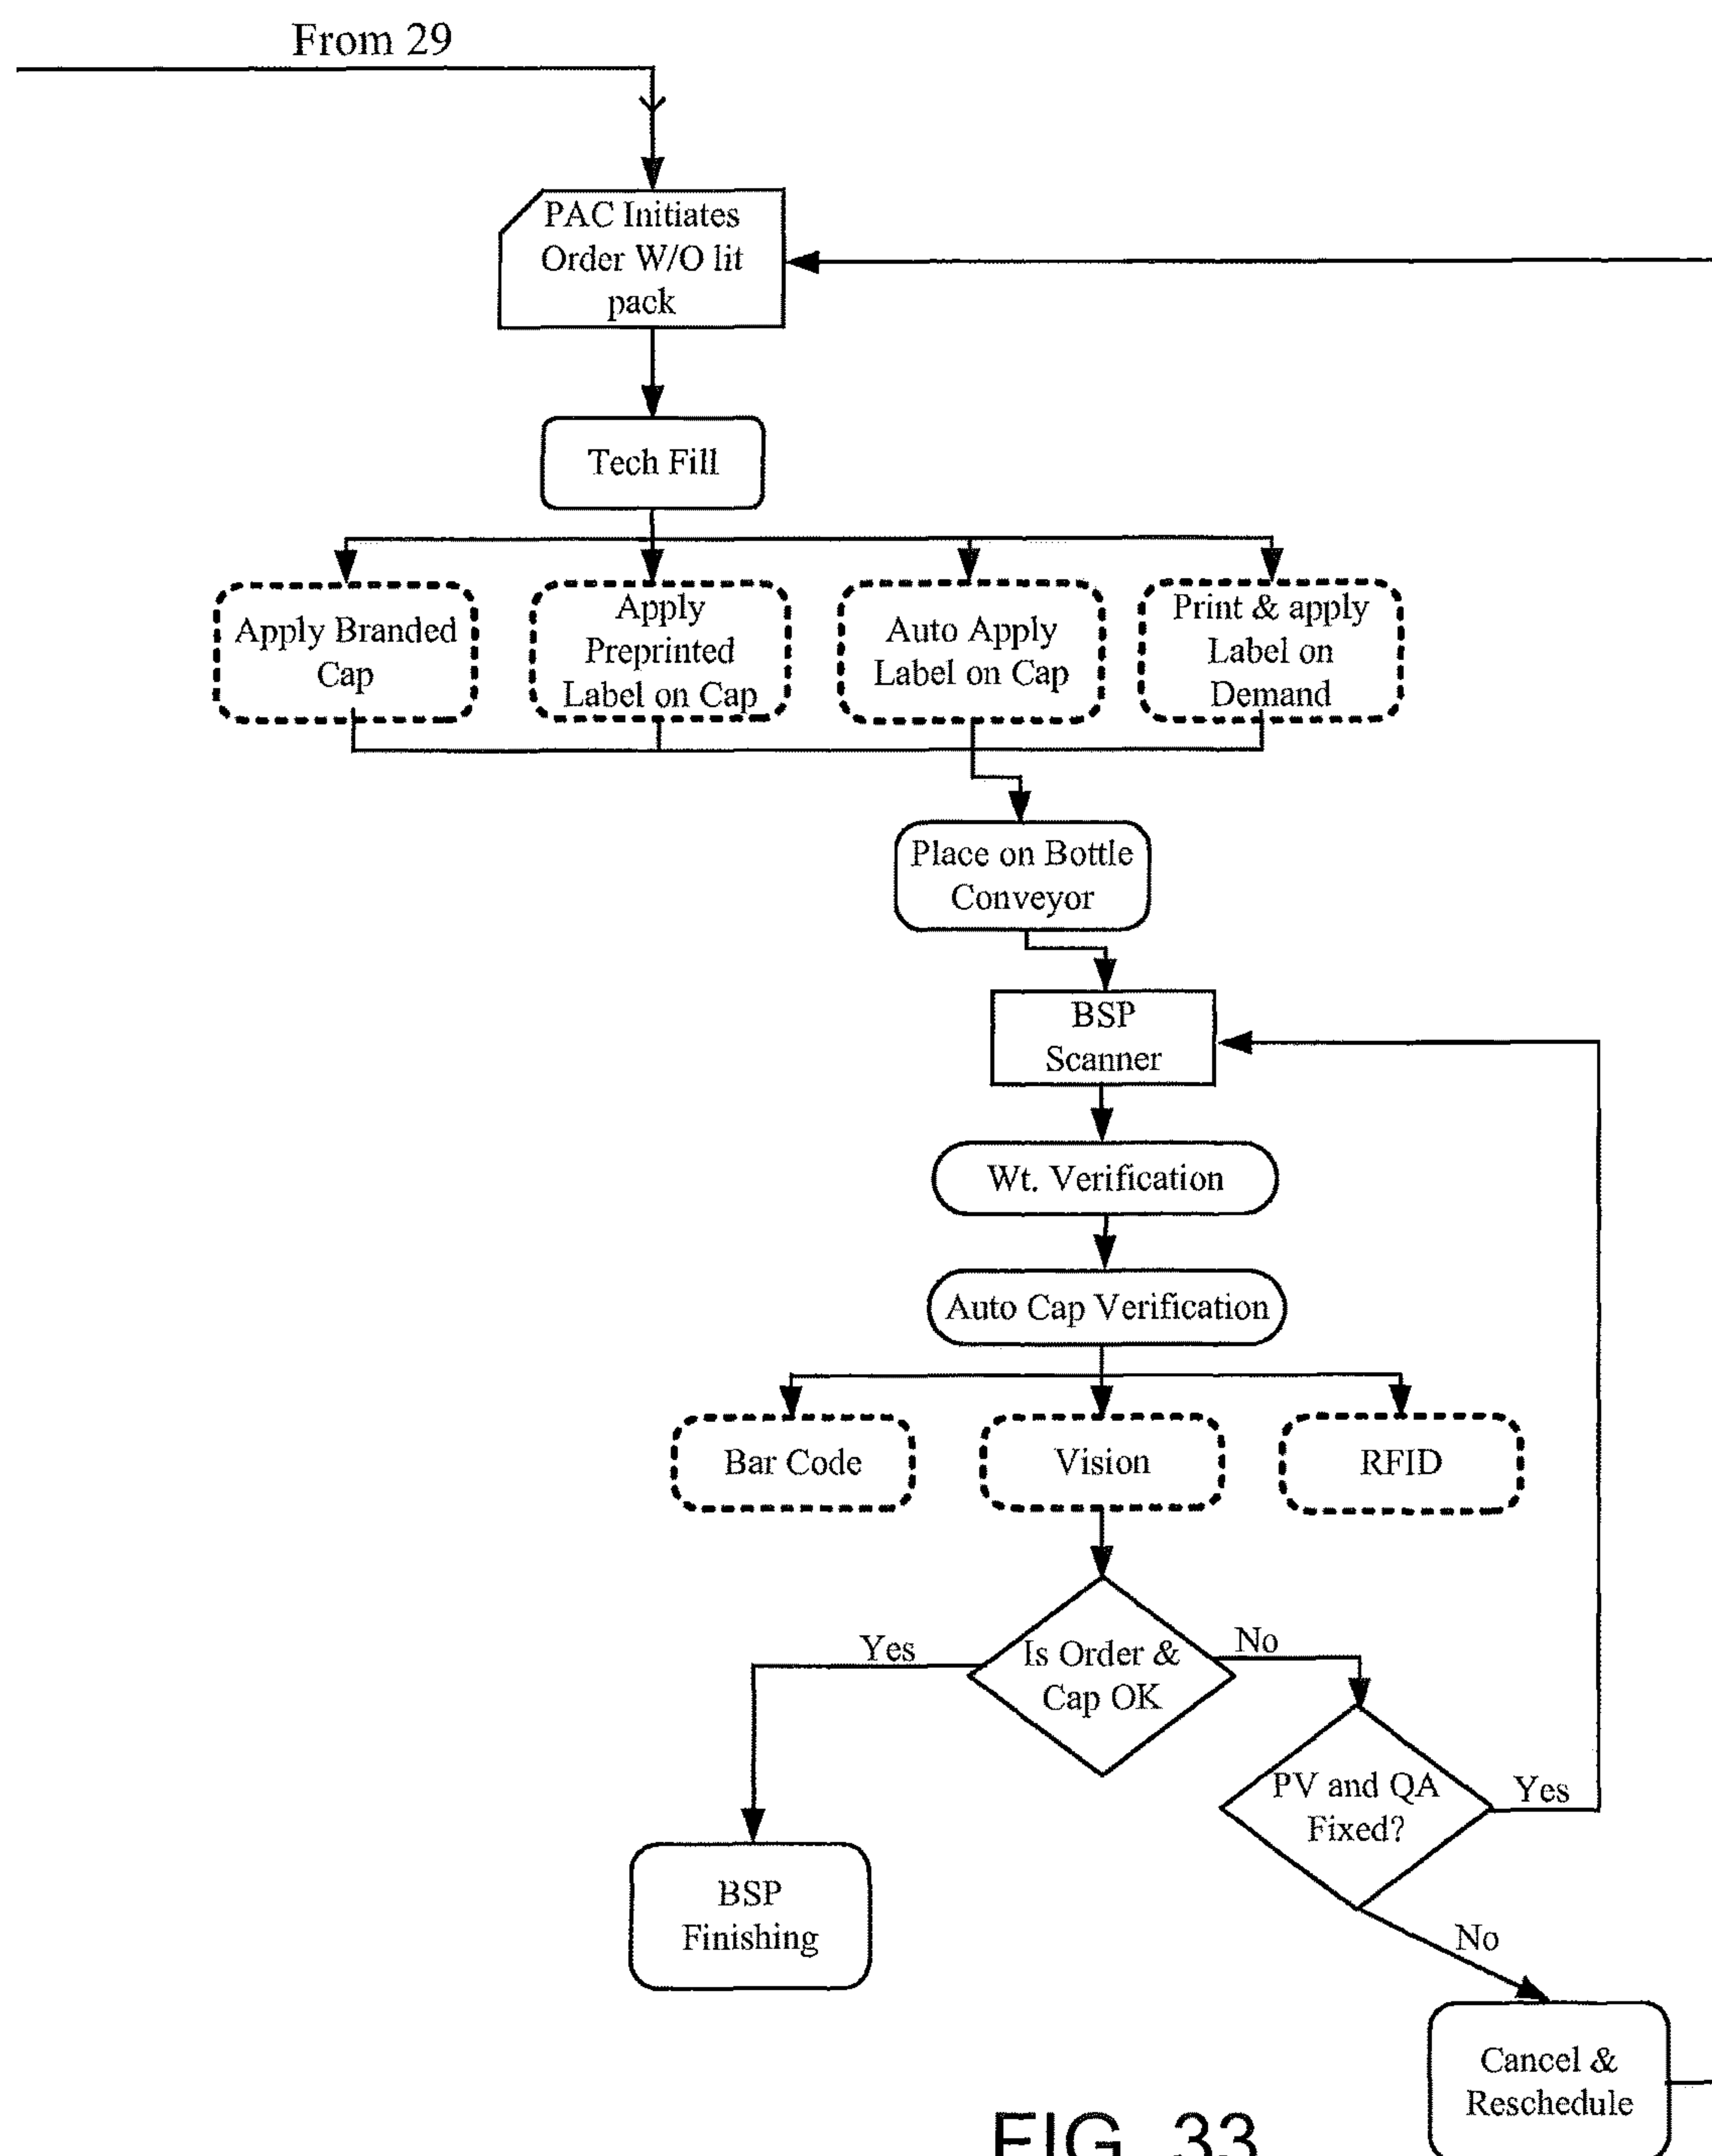 From 29
PAC Initiates
Order W/O lit
pack
Tech Fill
Apply Branded
Cap
Apply
Preprinted
Label on Cap
Auto Apply
Label on Cap
Print & apply
Label on
Demand
Place on Bottle
Conveyor
BSP
Scanner
Wt. Verification
Auto Cap Verification
Bar Code
Vision
RFID
Is Order &
Cap OK
Yes
No
PV and QA
Fixed?
Yes
No
BSP
Finishing
Cancel &
Reschedule
FIG. 33